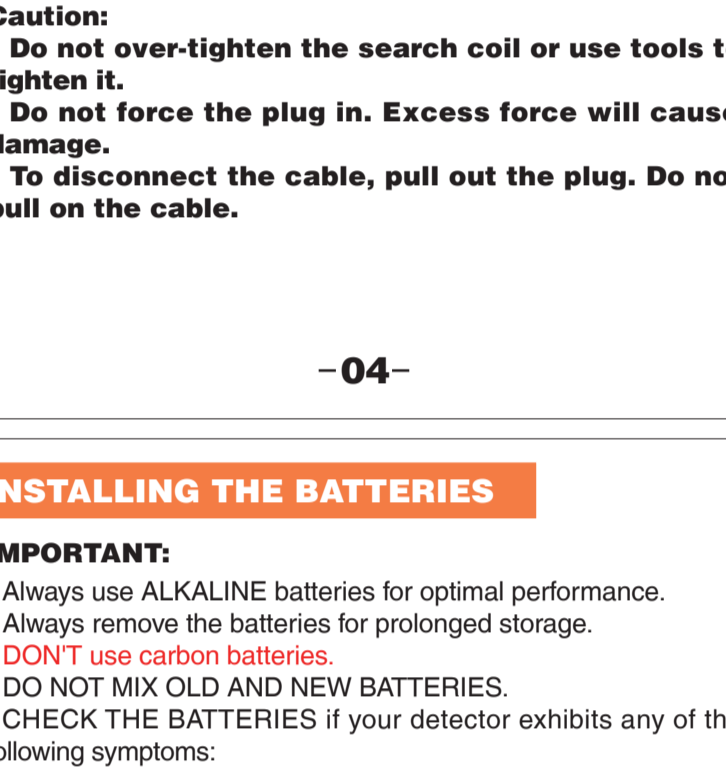 Caution:
Do not over-tighten the search coil or use tools t
ighten it.
Do not force the plug in. Excess force will cause
damage.
To disconnect the cable, pull out the plug. Do no
pull on the cable.
-04-
NSTALLING THE BATTERIES
MPORTANT:
Always use ALKALINE batteries for optimal performance.
Always remove the batteries for prolonged storage.
DON'T use carbon batteries.
DO NOT MIX OLD AND NEW BATTERIES.
CHECK THE BATTERIES if your detector exhibits any of th
ollowing symptoms: